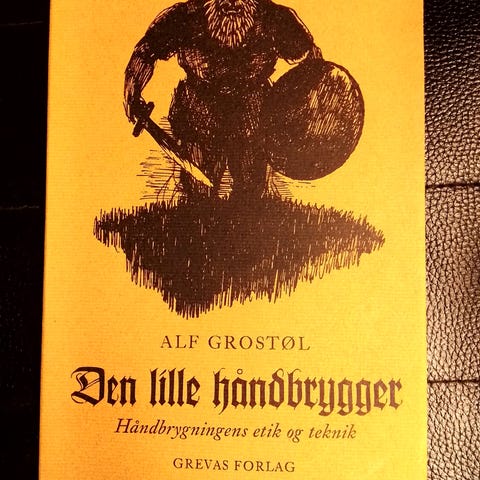 ALF GROSTØL
Den lille håndbrygger
Håndbrygningens etik og teknik
GREVAS FORLAG